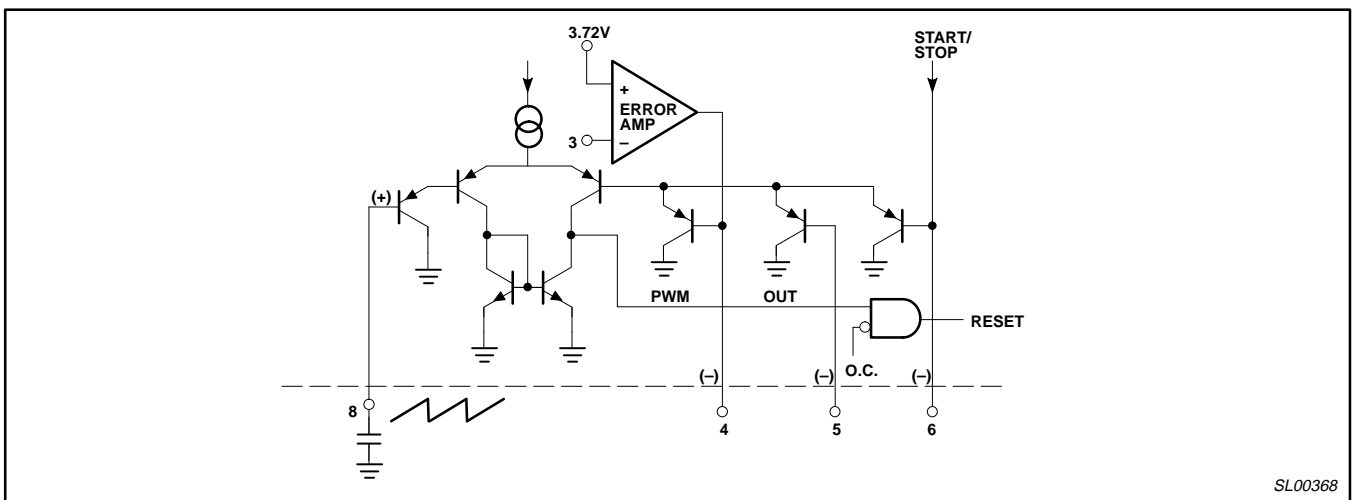 3.72V
START/
STOP
+
ERROR
AMP
3
–
(+)
PWM
OUT
RESET
O.C.
(–)
(–)
(–)
8
4
5
6
SL00368